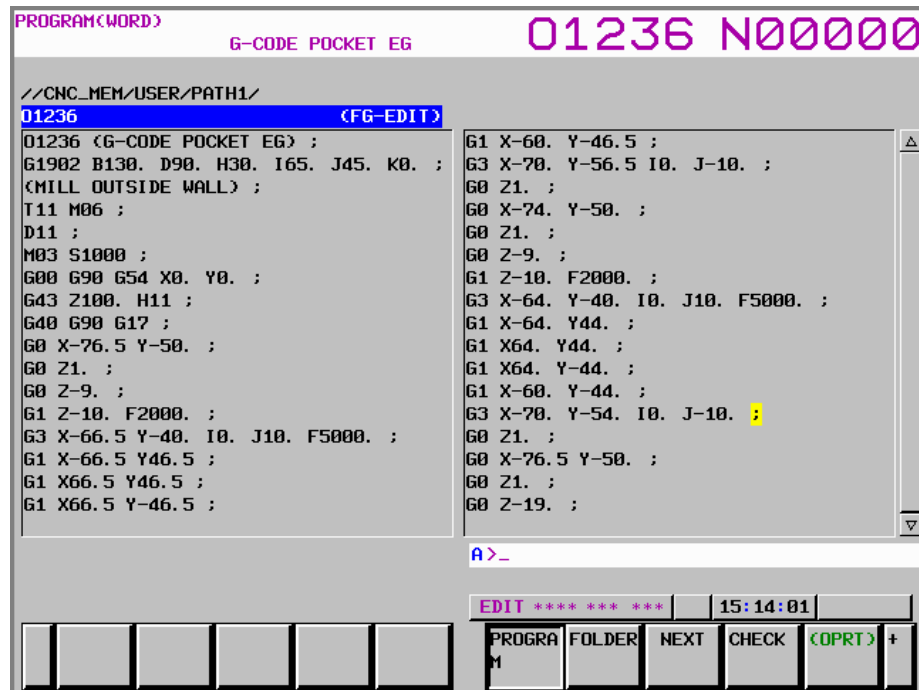 PROGRAM(WORD)
G-CODE POCKET EG
O1236 N00000
//CNC_MEM/USER/PATH1/
O1236 (FG-EDIT)
O1236 (G-CODE POCKET EG) ;
G1902 B130. D90. H30. I65. J45. K0. ;
(MILL OUTSIDE WALL) ;
T11 M06 ;
D11 ;
M03 S1000 ;
G00 G90 G54 X0. Y0. ;
G43 Z100. H11 ;
G40 G90 G17 ;
G0 X-76.5 Y-50. ;
G0 Z1. ;
G0 Z-9. ;
G1 Z-10. F2000. ;
G3 X-66.5 Y-40. I0. J10. F5000. ;
G1 X-66.5 Y46.5 ;
G1 X66.5 Y46.5 ;
G1 X66.5 Y-46.5 ;
G1 X-60. Y-46.5 ;
G3 X-70. Y-56.5 I0. J-10. ;
G0 Z1. ;
G0 X-74. Y-50. ;
G0 Z1. ;
G0 Z-9. ;
G1 Z-10. F2000. ;
G3 X-64. Y-40. I0. J10. F5000. ;
G1 X-64. Y44. ;
G1 X64. Y44. ;
G1 X64. Y-44. ;
G1 X-60. Y-44. ;
G3 X-70. Y-54. I0. J-10. ;
G0 Z1. ;
G0 X-76.5 Y-50. ;
G0 Z1. ;
G0 Z-19. ;
A>_
EDIT **** *** *** 15:14:01
PROGRA
M
FOLDER
NEXT
CHECK
(OPRT)
+